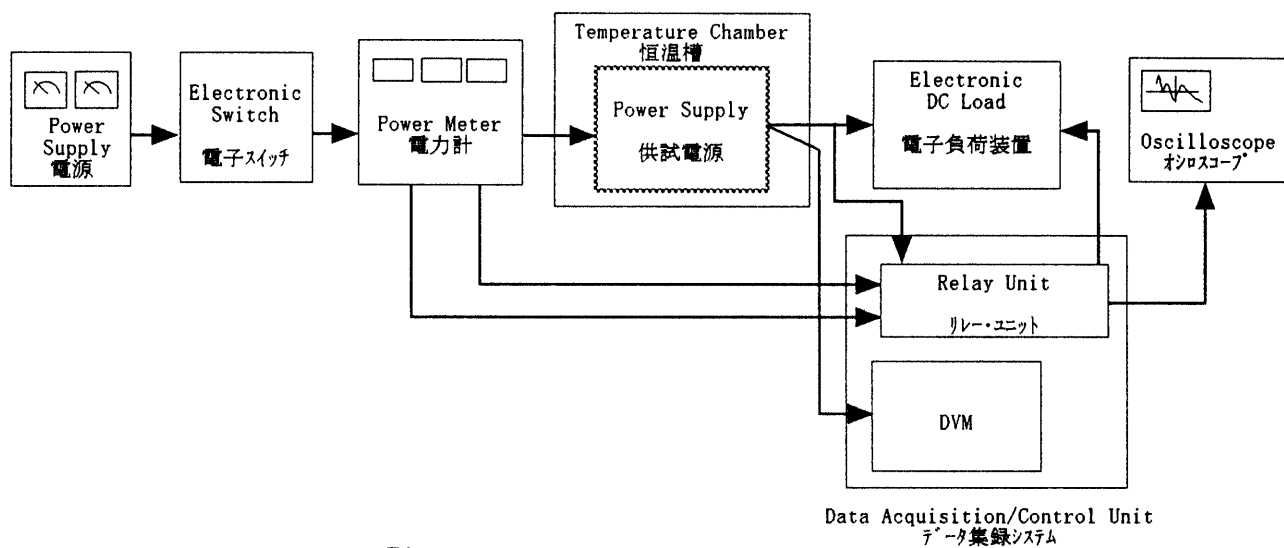 Power
Supply
電源
Electronic
Switch
電子スイッチ
Power Meter
電力計
Temperature Chamber
恒温槽
Power Supply
供試電源
Electronic
DC Load
電子負荷装置
Oscilloscope
オシロスコープ
Relay Unit
リレー・ユニット
DVM
Data Acquisition/Control Unit
データ集録システム